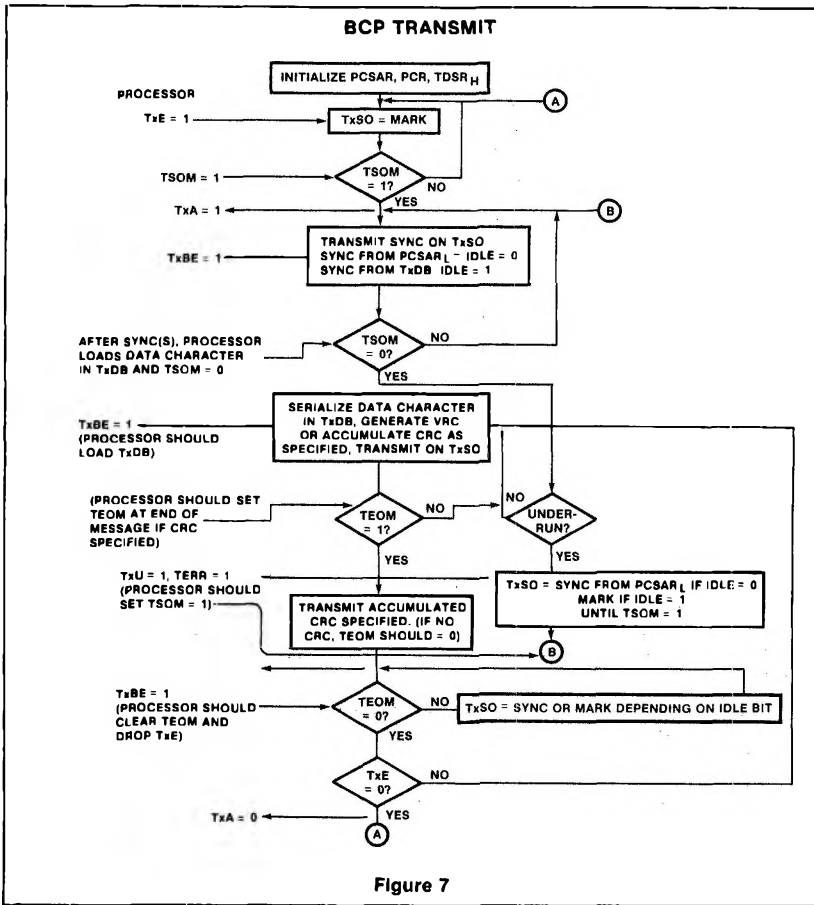 BCP TRANSMIT
INITIALIZE PCSAR, PCR, TDSRH
A
PROCESSOR
TxE = 1
TxSO = MARK
TSOM = 1
TSOM
= 1?
NO
YES
TxA = 1
B
TxBE = 1
TRANSMIT SYNC ON TxSO
SYNC FROM PCSARL – IDLE = 0
SYNC FROM TxDB IDLE = 1
AFTER SYNC(S), PROCESSOR
LOADS DATA CHARACTER
IN TxDB AND TSOM = 0
TSOM
= 0?
NO
YES
TxBE = 1
(PROCESSOR SHOULD
LOAD TxDB)
SERIALIZE DATA CHARACTER
IN TxDB, GENERATE VRC
OR ACCUMULATE CRC AS
SPECIFIED, TRANSMIT ON TxSO
(PROCESSOR SHOULD SET
TEOM AT END OF
MESSAGE IF CRC
SPECIFIED)
TEOM
= 1?
NO
YES
NO
UNDER-
RUN?
YES
TxU = 1, TERR = 1
(PROCESSOR SHOULD
SET TSOM = 1)
TRANSMIT ACCUMULATED
CRC SPECIFIED. (IF NO
CRC, TEOM SHOULD = 0)
TxSO = SYNC FROM PCSARL IF IDLE = 0
MARK IF IDLE = 1
UNTIL TSOM = 1
B
TxBE = 1
(PROCESSOR SHOULD
CLEAR TEOM AND
DROP TxE)
TEOM
= 0?
NO
YES
TxSO = SYNC OR MARK DEPENDING ON IDLE BIT
TxE
= 0?
NO
YES
TxA = 0
A
Figure 7